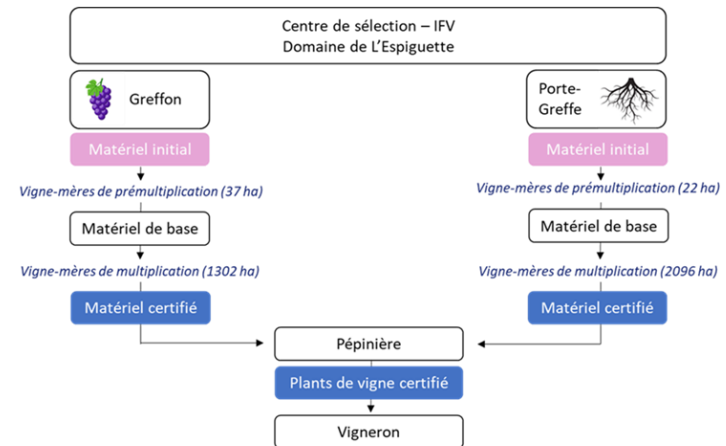 Centre de sélection – IFV
Domaine de L'Espiguette
Greffon
Porte-
Greffe
Matériel initial
Matériel initial
Vigne-mères de prémultiplication (37 ha)
Vigne-mères de prémultiplication (22 ha)
Matériel de base
Matériel de base
Vigne-mères de multiplication (1302 ha)
Vigne-mères de multiplication (2096 ha)
Matériel certifié
Matériel certifié
Pépinière
Plants de vigne certifié
Vigneron